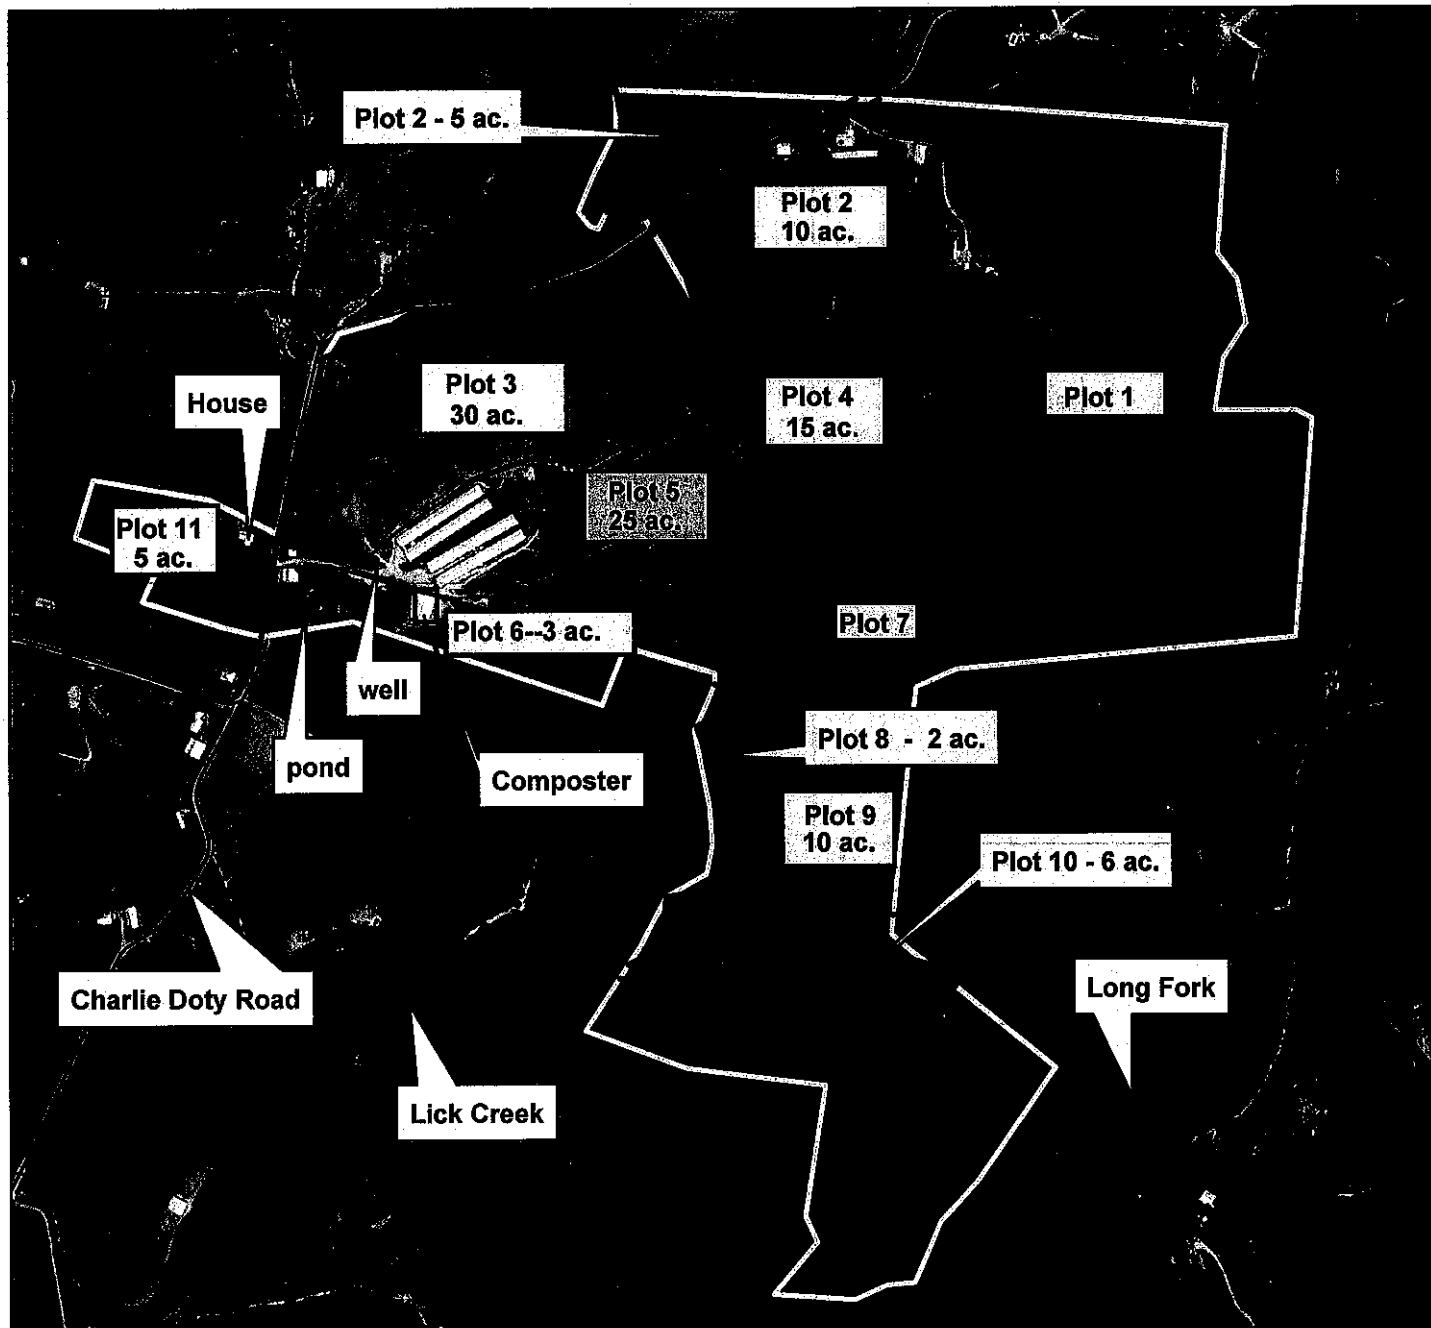 Plot 2 - 5 ac.
Plot 2
10 ac.
Plot 3
30 ac.
House
Plot 4
15 ac.
Plot 1
Plot 5
25 ac.
Plot 11
5 ac.
Plot 6--3 ac.
Plot 7
well
Plot 8 - 2 ac.
pond
Composter
Plot 9
10 ac.
Plot 10 - 6 ac.
Charlie Doty Road
Long Fork
Lick Creek